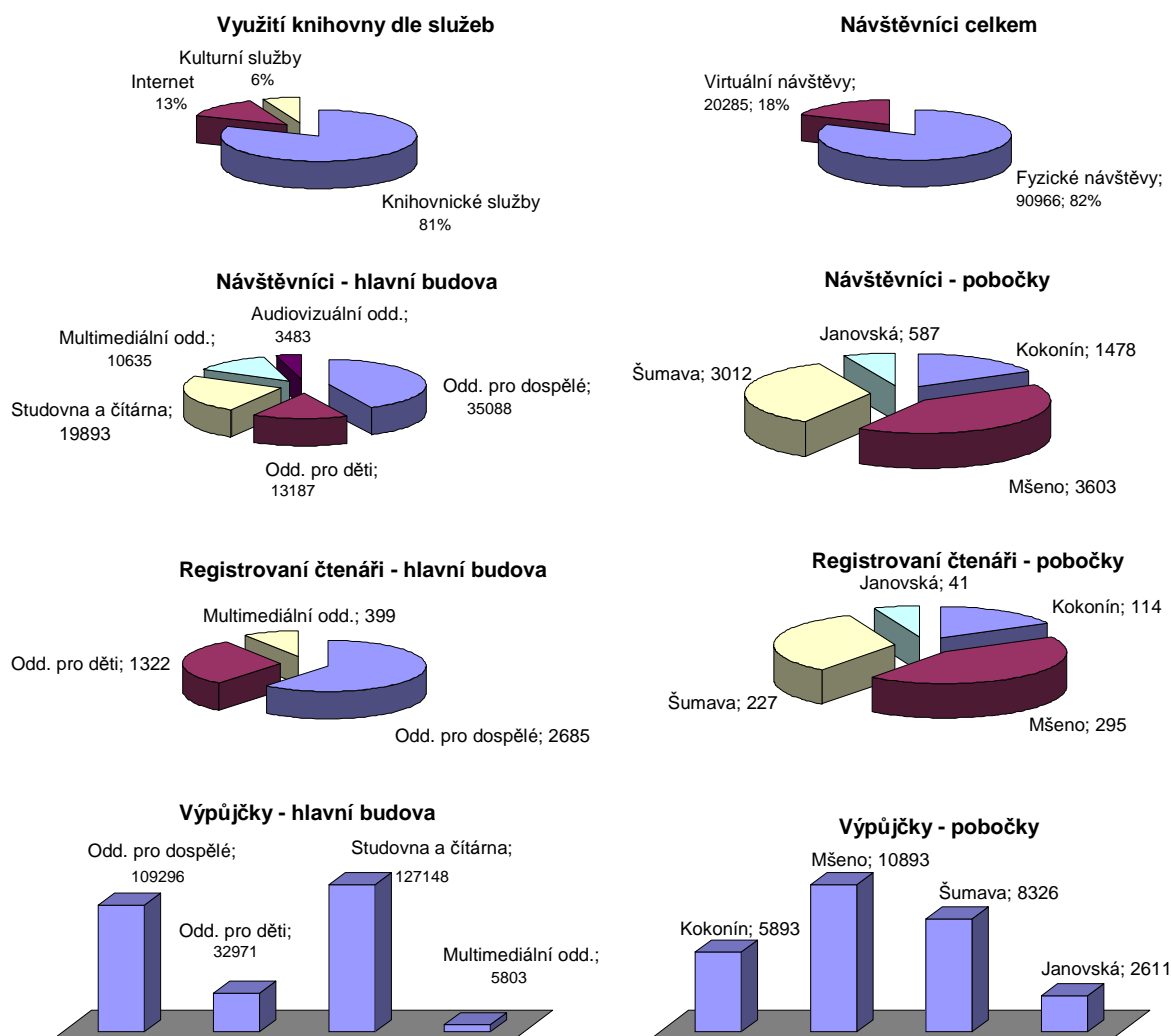 Využití knihovny dle služeb
Kulturní služby
6%
Internet
13%
Knihovnické služby
81%
Návštěvníci celkem
Virtuální návštěvy;
20285; 18%
Fyzické návštěvy;
90966; 82%
Návštěvníci - hlavní budova
Audiovizuální odd.;
3483
Multimediální odd.;
10635
Odd. pro dospělé;
35088
Studovna a čítárna;
19893
Odd. pro děti;
13187
Návštěvníci - pobočky
Janovská; 587
Kokonín; 1478
Šumava; 3012
Mšeno; 3603
Registrovaní čtenáři - hlavní budova
Multimediální odd.; 399
Odd. pro děti; 1322
Odd. pro dospělé; 2685
Registrovaní čtenáři - pobočky
Janovská; 41
Kokonín; 114
Šumava; 227
Mšeno; 295
Výpůjčky - hlavní budova
Odd. pro dospělé;
109296
Studovna a čítárna;
127148
Odd. pro děti;
32971
Multimediální odd.;
5803
Výpůjčky - pobočky
Mšeno; 10893
Šumava; 8326
Kokonín; 5893
Janovská; 2611